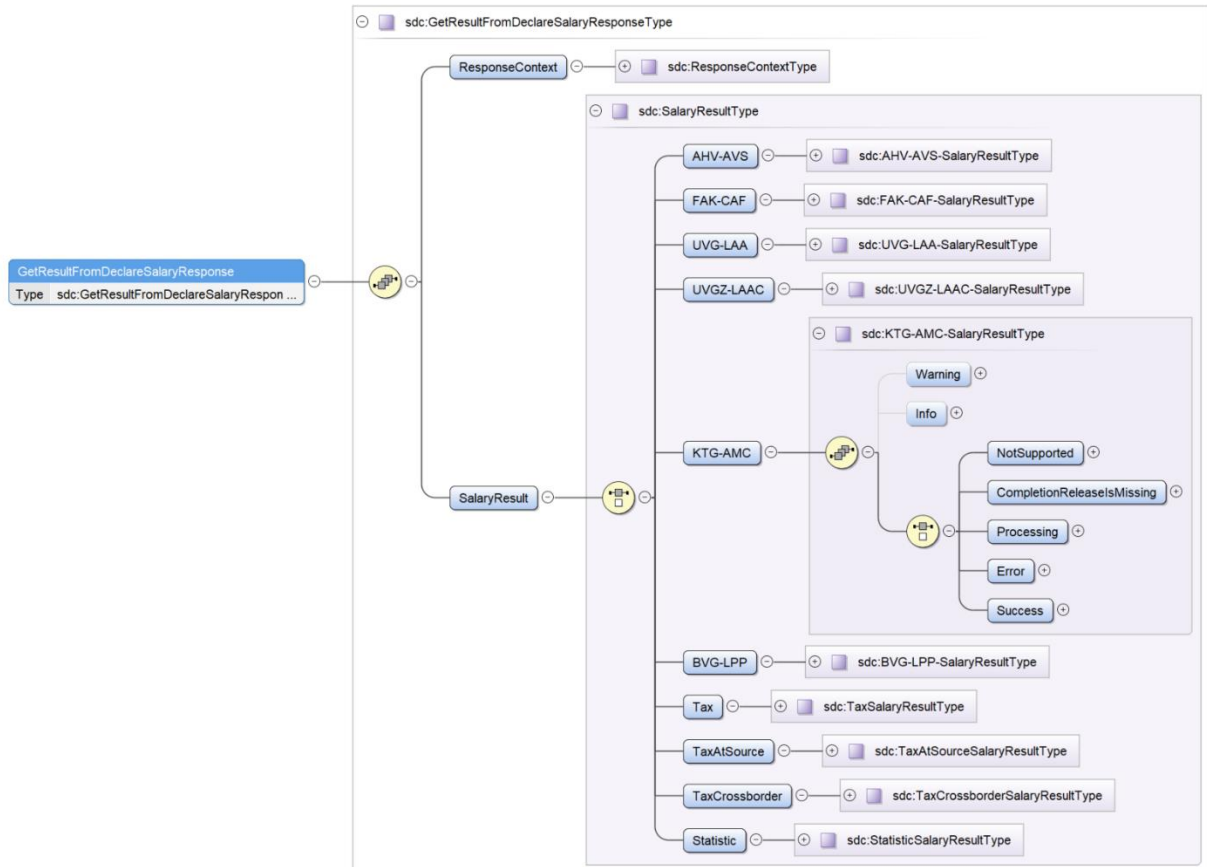 sdc:GetResultFromDeclareSalaryResponseType
ResponseContext
sdc:ResponseContextType
sdc:SalaryResultType
AHV-AVS
sdc:AHV-AVS-SalaryResultType
FAK-CAF
sdc:FAK-CAF-SalaryResultType
UVG-LAA
sdc:UVG-LAA-SalaryResultType
GetResultFromDeclareSalaryResponse
Type sdc:GetResultFromDeclareSalaryRespon ...
UVGZ-LAAC
sdc:UVGZ-LAAC-SalaryResultType
sdc:KTG-AMC-SalaryResultType
Warning
Info
KTG-AMC
NotSupported
CompletionReleaseIsMissing
SalaryResult
Processing
Error
Success
BVG-LPP
sdc:BVG-LPP-SalaryResultType
Tax
sdc:TaxSalaryResultType
TaxAtSource
sdc:TaxAtSourceSalaryResultType
TaxCrossborder
sdc:TaxCrossborderSalaryResultType
Statistic
sdc:StatisticSalaryResultType